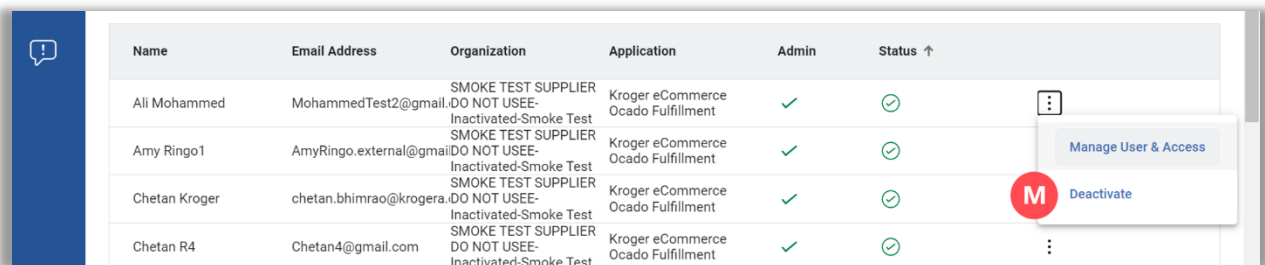 Name Email Address Organization Application Admin Status ↑
SMOKE TEST SUPPLIER
Ali Mohammed MohammedTest2@gmail. DO NOT USEE- Kroger eCommerce
Inactivated-Smoke Test Ocado Fulfillment
SMOKE TEST SUPPLIER
Amy Ringo1 AmyRingo.external@gmail DO NOT USEE- Kroger eCommerce
Inactivated-Smoke Test Ocado Fulfillment
Manage User & Access
SMOKE TEST SUPPLIER
Chetan Kroger chetan.bhimrao@krogera. DO NOT USEE- Kroger eCommerce
Inactivated-Smoke Test Ocado Fulfillment
M Deactivate
SMOKE TEST SUPPLIER
Chetan R4 Chetan4@gmail.com DO NOT USEE- Kroger eCommerce
Inactivated-Smoke Test Ocado Fulfillment